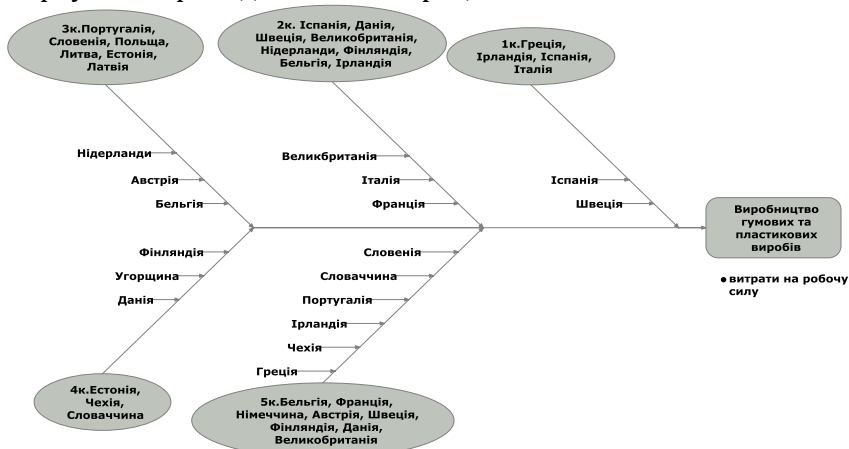 3к.Португалія,
Словенія, Польща,
Литва, Естонія,
Латвія
2к. Іспанія, Данія,
Швеція, Великобританія,
Нідерланди, Фінляндія,
Бельгія, Ірландія
1к.Греція,
Ірландія, Іспанія,
Італія
Нідерланди
Австрія
Бельгія
Великбританія
Італія
Франція
Іспанія
Швеція
Виробництво
гумових та
пластикових
виробів
• витрати на робочу
силу
Фінляндія
Угорщина
Данія
Словенія
Словаччина
Португалія
Ірландія
Чехія
Греція
4к.Естонія,
Чехія,
Словаччина
5к.Бельгія, Франція,
Німеччина, Австрія, Швеція,
Фінляндія, Данія,
Великобританія